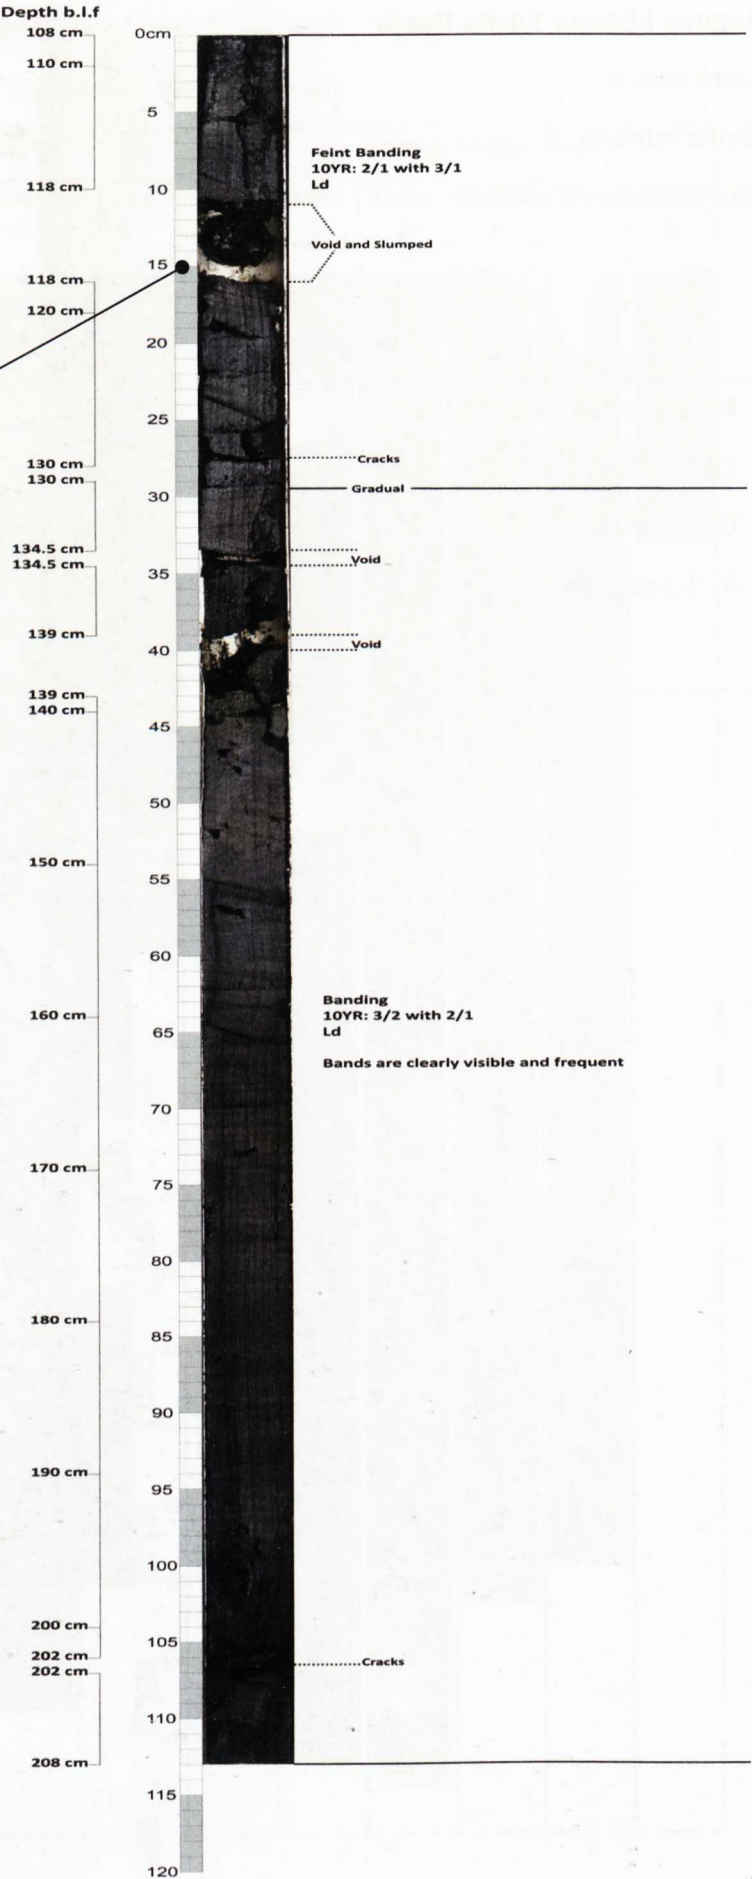 Depth b.l.f
108 cm
110 cm
118 cm
118 cm
120 cm
130 cm
130 cm
134.5 cm
134.5 cm
139 cm
139 cm
140 cm
150 cm
160 cm
170 cm
180 cm
190 cm
200 cm
202 cm
202 cm
208 cm
0cm
5
10
15
20
25
30
35
40
45
50
55
60
65
70
75
80
85
90
95
100
105
110
115
120
Feint Banding
10YR: 2/1 with 3/1
Ld
Void and Slumped
Cracks
Gradual
Void
Void
Banding
10YR: 3/2 with 2/1
Ld
Bands are clearly visible and frequent
Cracks